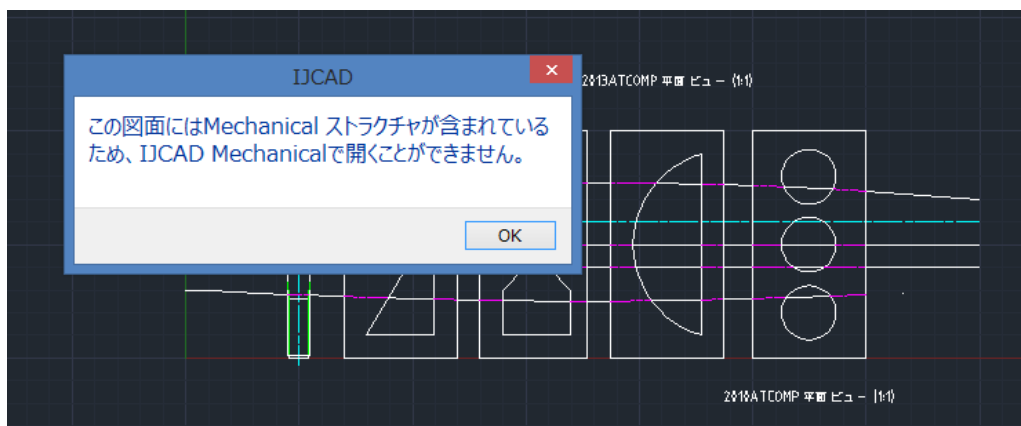 IJCAD
2013ATCOMP 平面 ビュー (1:1)
この図面にはMechanical ストラクチャが含まれている
ため、IJCAD Mechanicalで開くことができません。
OK
2010ATCOMP 平面 ビュー (1:1)